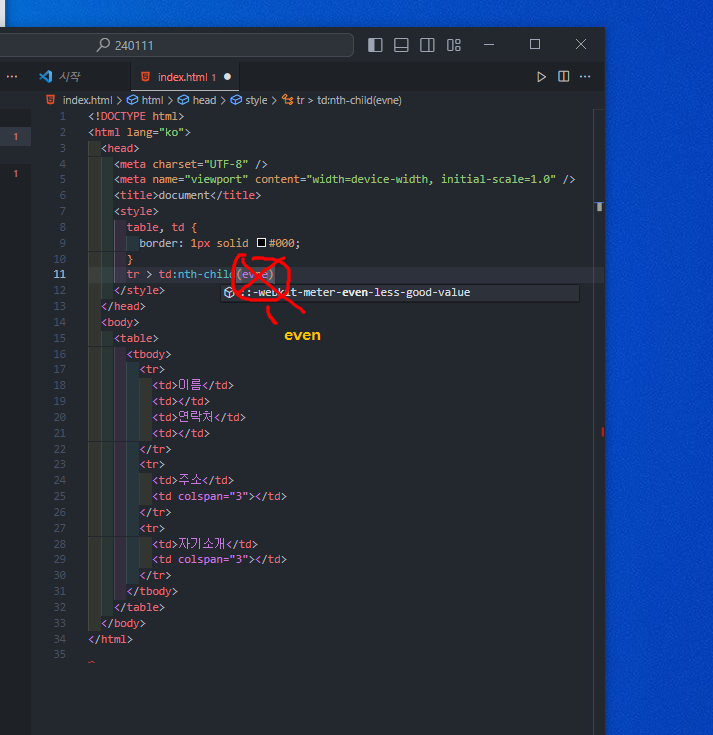 240111
시작
index.html 1
index.html > html > head > style > tr > td:nth-child(evne)
1
1
1 <!DOCTYPE html>
2 <html lang="ko">
3 <head>
4 <meta charset="UTF-8" />
5 <meta name="viewport" content="width=device-width, initial-scale=1.0" />
6 <title>document</title>
7 <style>
8 table, td {
9 border: 1px solid #000;
10 }
11 tr > td:nth-child(evne)
12 </style>
::-webkit-meter-even-less-good-value
13 </head>
14 <body>
even
15 <table>
16 <tbody>
17 <tr>
18 <td>이름</td>
19 <td></td>
20 <td>연락처</td>
21 <td></td>
22 </tr>
23 <tr>
24 <td>주소</td>
25 <td colspan="3"></td>
26 </tr>
27 <tr>
28 <td>자기소개</td>
29 <td colspan="3"></td>
30 </tr>
31 </tbody>
32 </table>
33 </body>
34 </html>
35